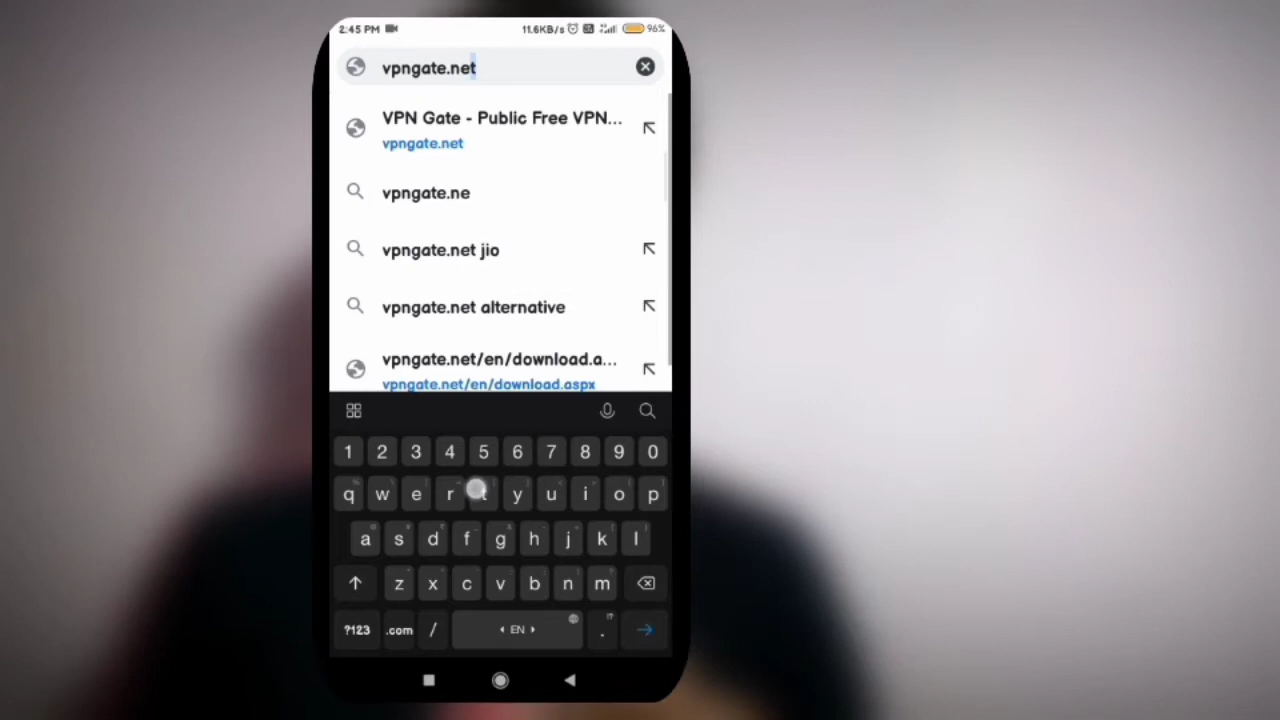 2:45 PM 11.6KB/s 96%
vpngate.net
VPN Gate - Public Free VPN...
vpngate.net
vpngate.ne
vpngate.net jio
vpngate.net alternative
vpngate.net/en/download.a...
vpngate.net/en/download.aspx
1 2 3 4 5 6 7 8 9 0
q w e r t y u i o p
a s d f g h j k l
z x c v b n m
?123 .com / EN .